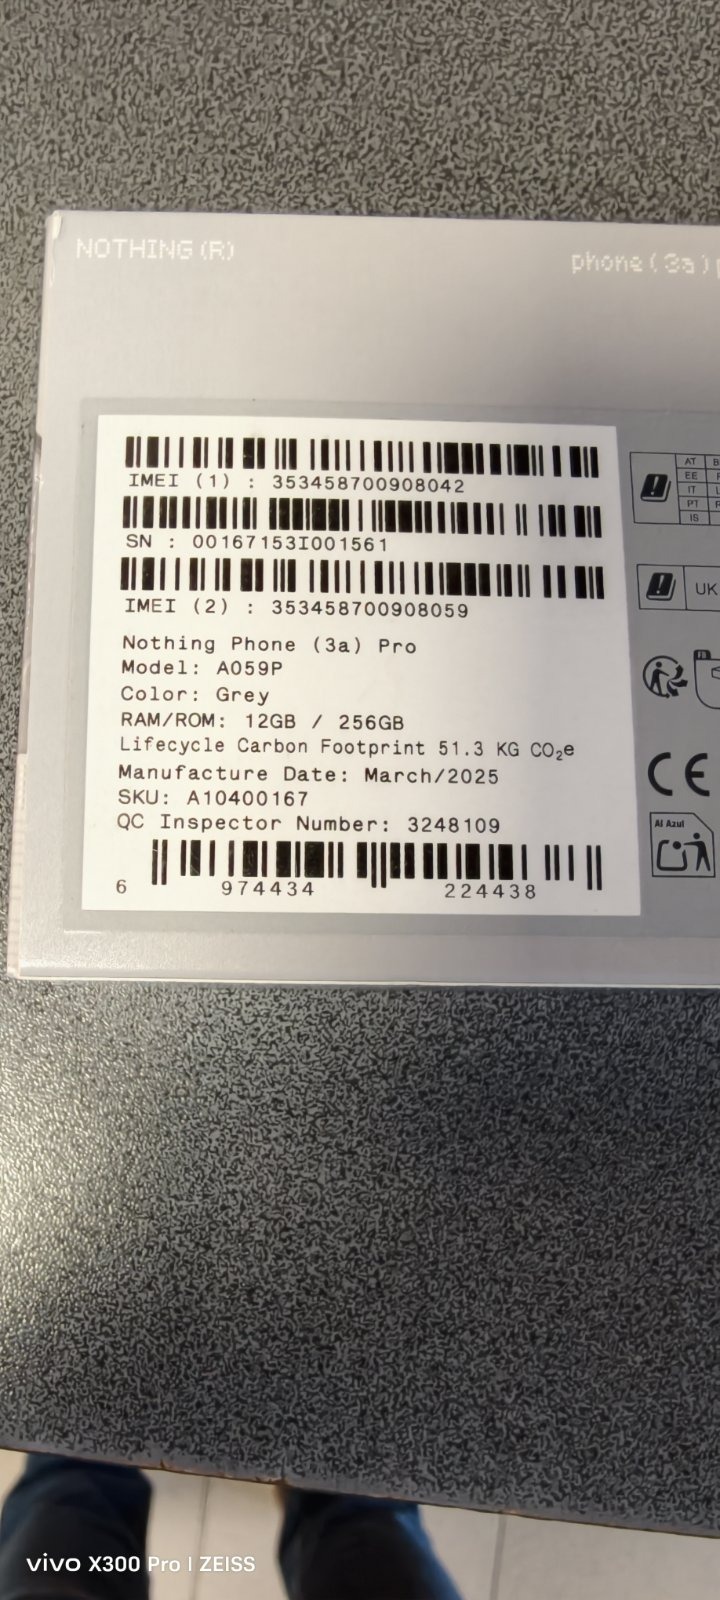 NOTHING (R)
phone (3a)
IMEI (1) : 353458700908042
SN : 00167153I001561
IMEI (2) : 353458700908059
Nothing Phone (3a) Pro
Model: A059P
Color: Grey
RAM/ROM: 12GB / 256GB
Lifecycle Carbon Footprint 51.3 KG CO₂e
Manufacture Date: March/2025
SKU: A10400167
QC Inspector Number: 3248109
6 974434 224438
AT
EE
IT
PT
IS
UK
FR
CE
Al Azul
vivo X300 Pro | ZEISS